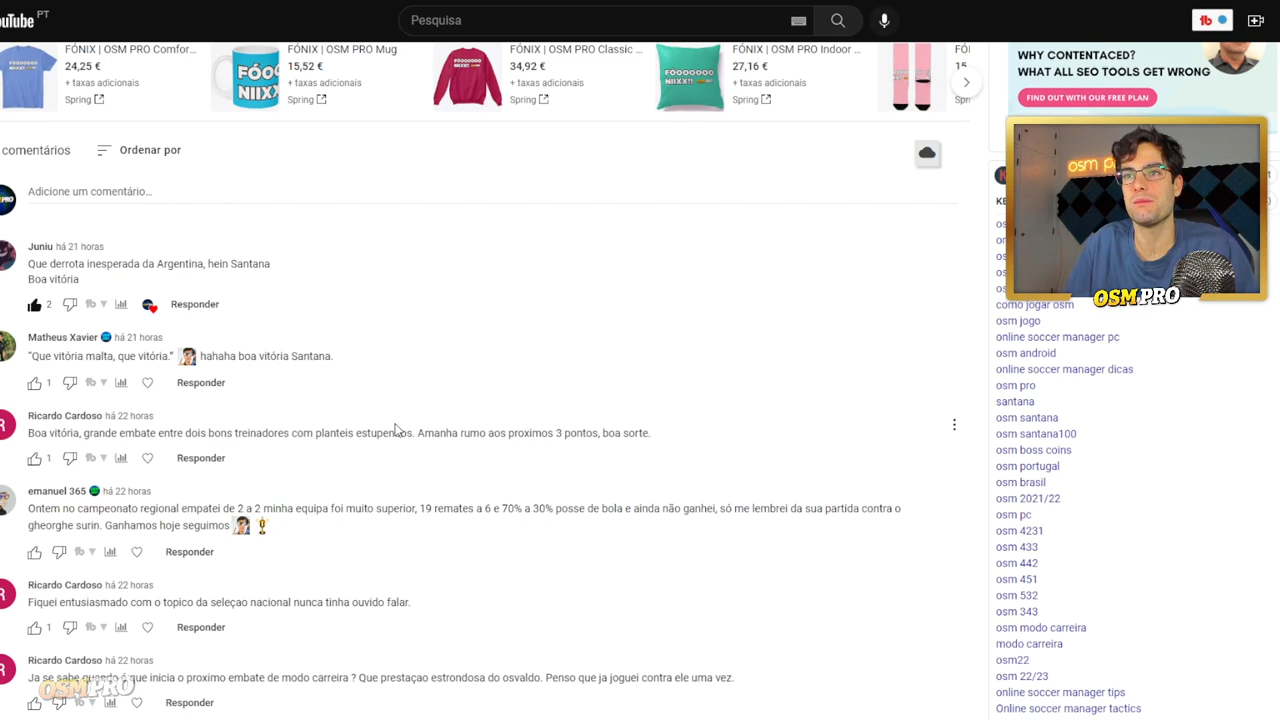 YouTube PT
Pesquisa
FÓNIX | OSM PRO Comfor...
24,25 €
+ taxas adicionais
Spring
FÓNIX | OSM PRO Mug
15,52 €
+ taxas adicionais
Spring
FÓNIX | OSM PRO Classic ...
34,92 €
+ taxas adicionais
Spring
FÓNIX | OSM PRO Indoor ...
27,16 €
+ taxas adicionais
Spring
WHY CONTENTACED?
WHAT ALL SEO TOOLS GET WRONG
FIND OUT WITH OUR FREE PLAN
comentários
Ordenar por
Adicione um comentário...
Juniu há 21 horas
Que derrota inesperada da Argentina, hein Santana
Boa vitória
2 Responder
Matheus Xavier há 21 horas
“Que vitória malta, que vitória.” hahaha boa vitória Santana.
1 Responder
Ricardo Cardoso há 22 horas
Boa vitória, grande embate entre dois bons treinadores com planteis estupendos. Amanha rumo aos proximos 3 pontos, boa sorte.
1 Responder
emanuel 365 há 22 horas
Ontem no campeonato regional empatei de 2 a 2 minha equipa foi muito superior, 19 remates a 6 e 70% a 30% posse de bola e ainda não ganhei, só me lembrei da sua partida contra o
gheorghe surin. Ganhamos hoje seguimos
Responder
Ricardo Cardoso há 22 horas
Fiquei entusiasmado com o topico da seleçao nacional nunca tinha ouvido falar.
1 Responder
Ricardo Cardoso há 22 horas
Ja se sabe quando é que inicia o proximo embate de modo carreira ? Que prestaçao estrondosa do osvaldo. Penso que ja joguei contra ele uma vez.
Responder
OSMPRO
osm p
OSMPRO
como jogar osm
osm jogo
online soccer manager pc
osm android
online soccer manager dicas
osm pro
santana
osm santana
osm santana100
osm boss coins
osm portugal
osm brasil
osm 2021/22
osm pc
osm 4231
osm 433
osm 442
osm 451
osm 532
osm 343
osm modo carreira
modo carreira
osm22
osm 22/23
online soccer manager tips
Online soccer manager tactics